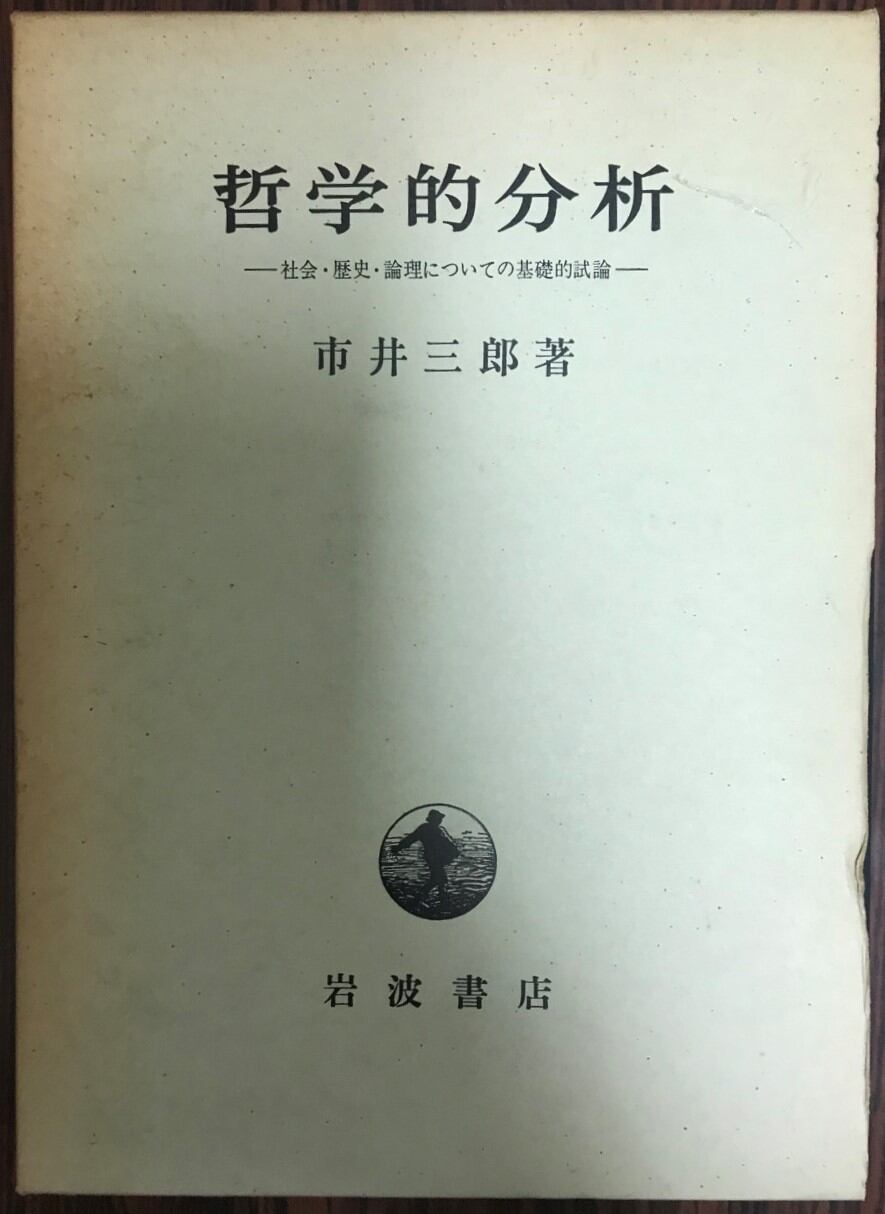 哲学的分析
―社会・歴史・論理についての基礎的試論―
市井三郎著
岩波書店